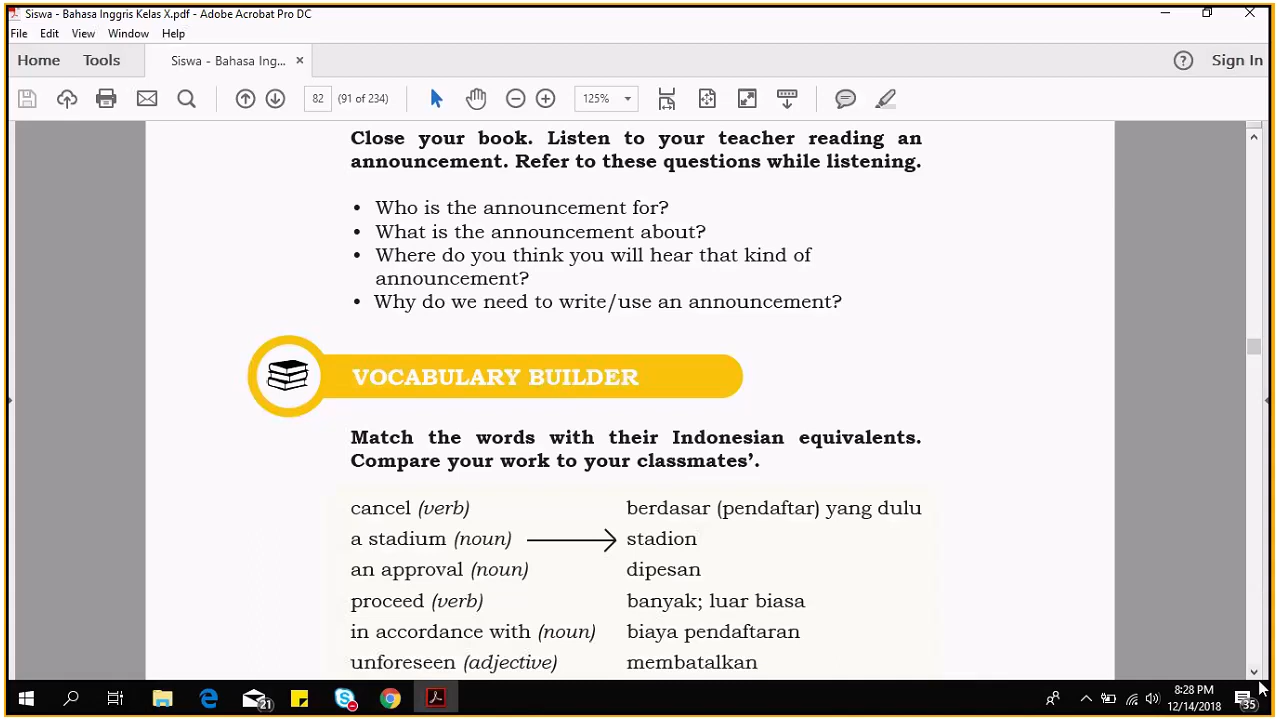 Siswa - Bahasa Inggris Kelas X.pdf - Adobe Acrobat Pro DC
File Edit View Window Help
Home Tools Siswa - Bahasa Ing... × Sign In
82 (91 of 234) 125%
Close your book. Listen to your teacher reading an
announcement. Refer to these questions while listening.
• Who is the announcement for?
• What is the announcement about?
• Where do you think you will hear that kind of
announcement?
• Why do we need to write/use an announcement?
VOCABULARY BUILDER
Match the words with their Indonesian equivalents.
Compare your work to your classmates’.
cancel (verb) berdasar (pendaftar) yang dulu
a stadium (noun) stadion
an approval (noun) dipesan
proceed (verb) banyak; luar biasa
in accordance with (noun) biaya pendaftaran
unforeseen (adjective) membatalkan
21
8:28 PM
12/14/2018
35